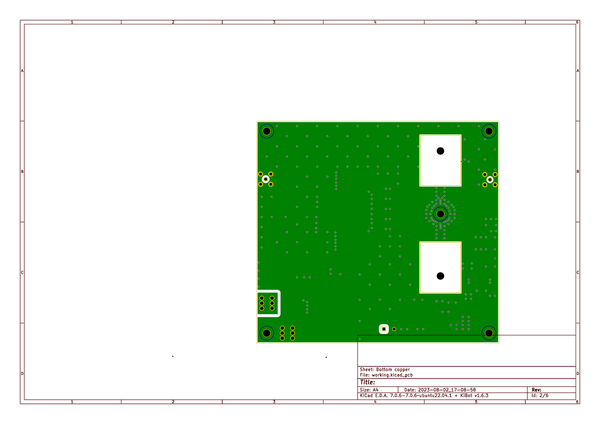 1 2 3 4 5 6
A A
B B
C C
D D
Sheet: Bottom copper
File: working.kicad_pcb
Title:
Size: A4 Date: 2023-08-02_17-08-58 Rev:
KiCad E.D.A. 7.0.6-7.0.6~ubuntu22.04.1 + KiBot v1.6.3 Id: 2/6
1 2 3 4 5 6